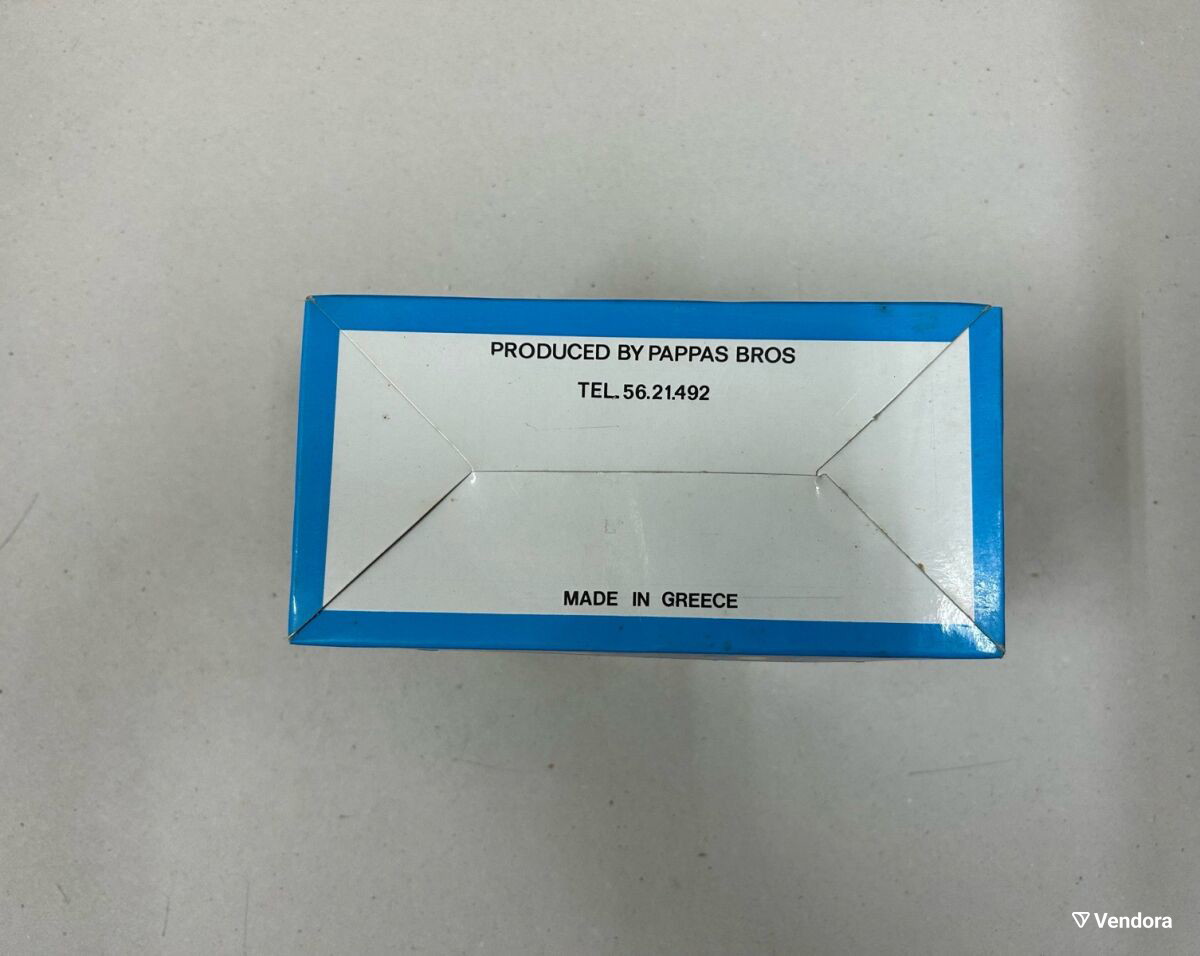 PRODUCED BY PAPPAS BROS
TEL. 56.21.492
MADE IN GREECE
Vendora